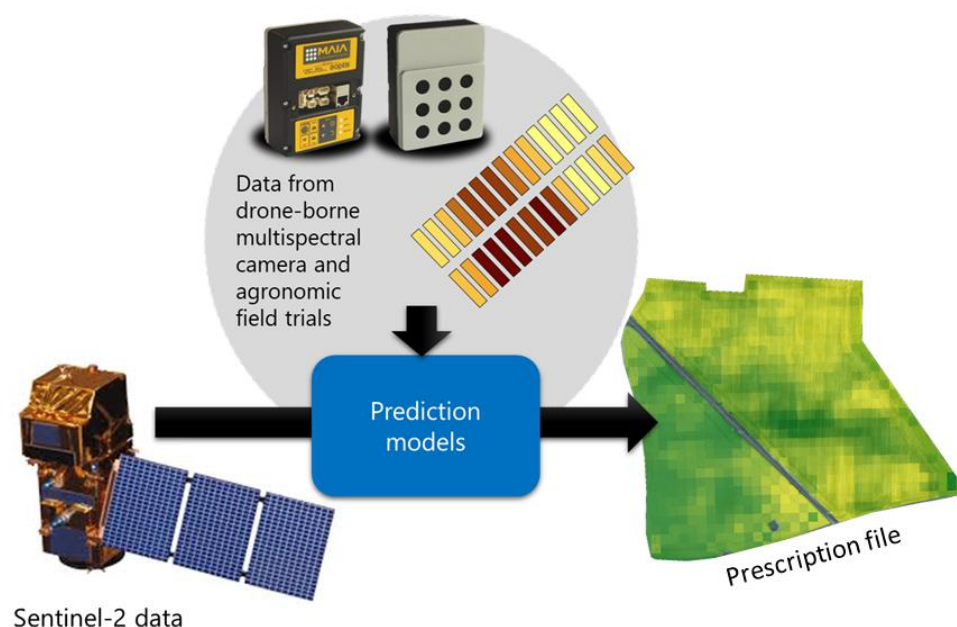 MAIA
Data from
drone-borne
multispectral
camera and
agronomic
field trials
Prediction
models
Prescription file
Sentinel-2 data